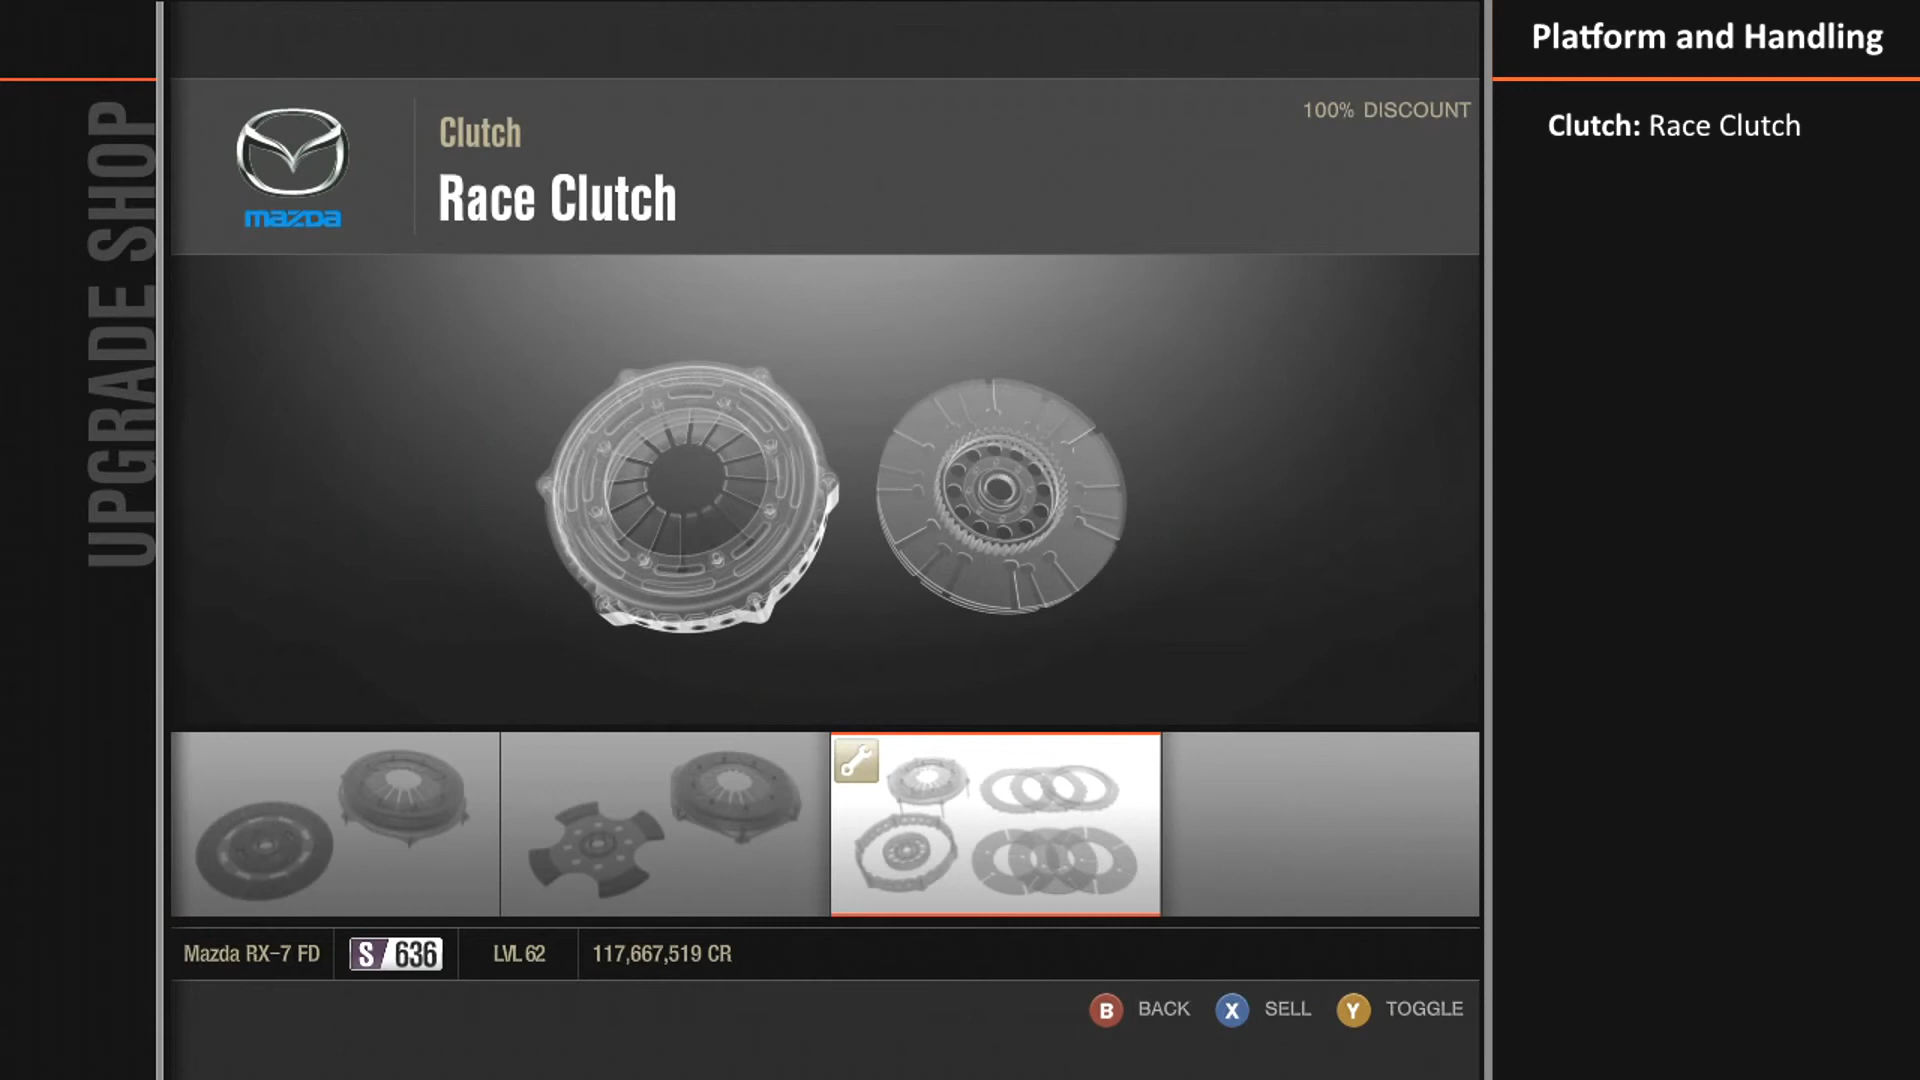 Platform and Handling
UPGRADE SHOP
100% DISCOUNT
Clutch
Race Clutch
mazda
Clutch: Race Clutch
Mazda RX-7 FD
S 636
LVL 62
117,667,519 CR
B BACK
X SELL
Y TOGGLE